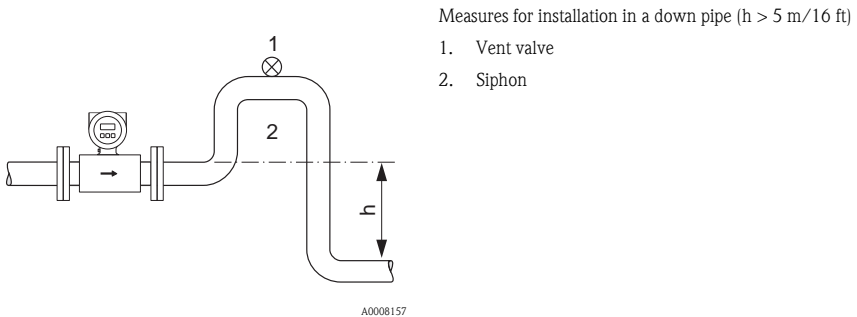 Measures for installation in a down pipe (h > 5 m/16 ft)
1. Vent valve
2. Siphon
1
2
h
A0008157